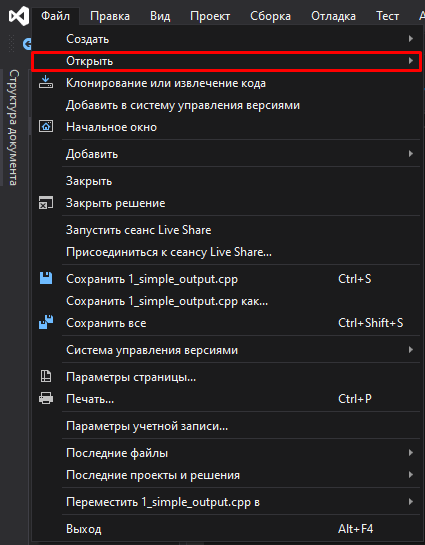 Файл Правка Вид Проект Сборка Отладка Тест
Структура документа
Создать
Открыть
Клонирование или извлечение кода
Добавить в систему управления версиями
Начальное окно
Добавить
Закрыть
Закрыть решение
Запустить сеанс Live Share
Присоединиться к сеансу Live Share...
Сохранить 1_simple_output.cpp Ctrl+S
Сохранить 1_simple_output.cpp как...
Сохранить все Ctrl+Shift+S
Система управления версиями
Параметры страницы...
Печать... Ctrl+P
Параметры учетной записи...
Последние файлы
Последние проекты и решения
Переместить 1_simple_output.cpp в
Выход Alt+F4